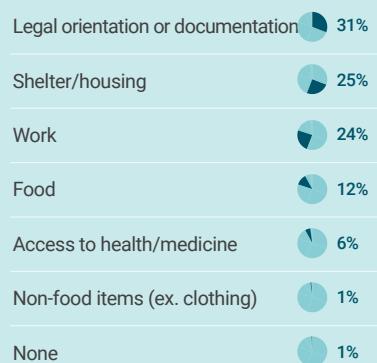 Legal orientation or documentation 31%
Shelter/housing 25%
Work 24%
Food 12%
Access to health/medicine 6%
Non-food items (ex. clothing) 1%
None 1%